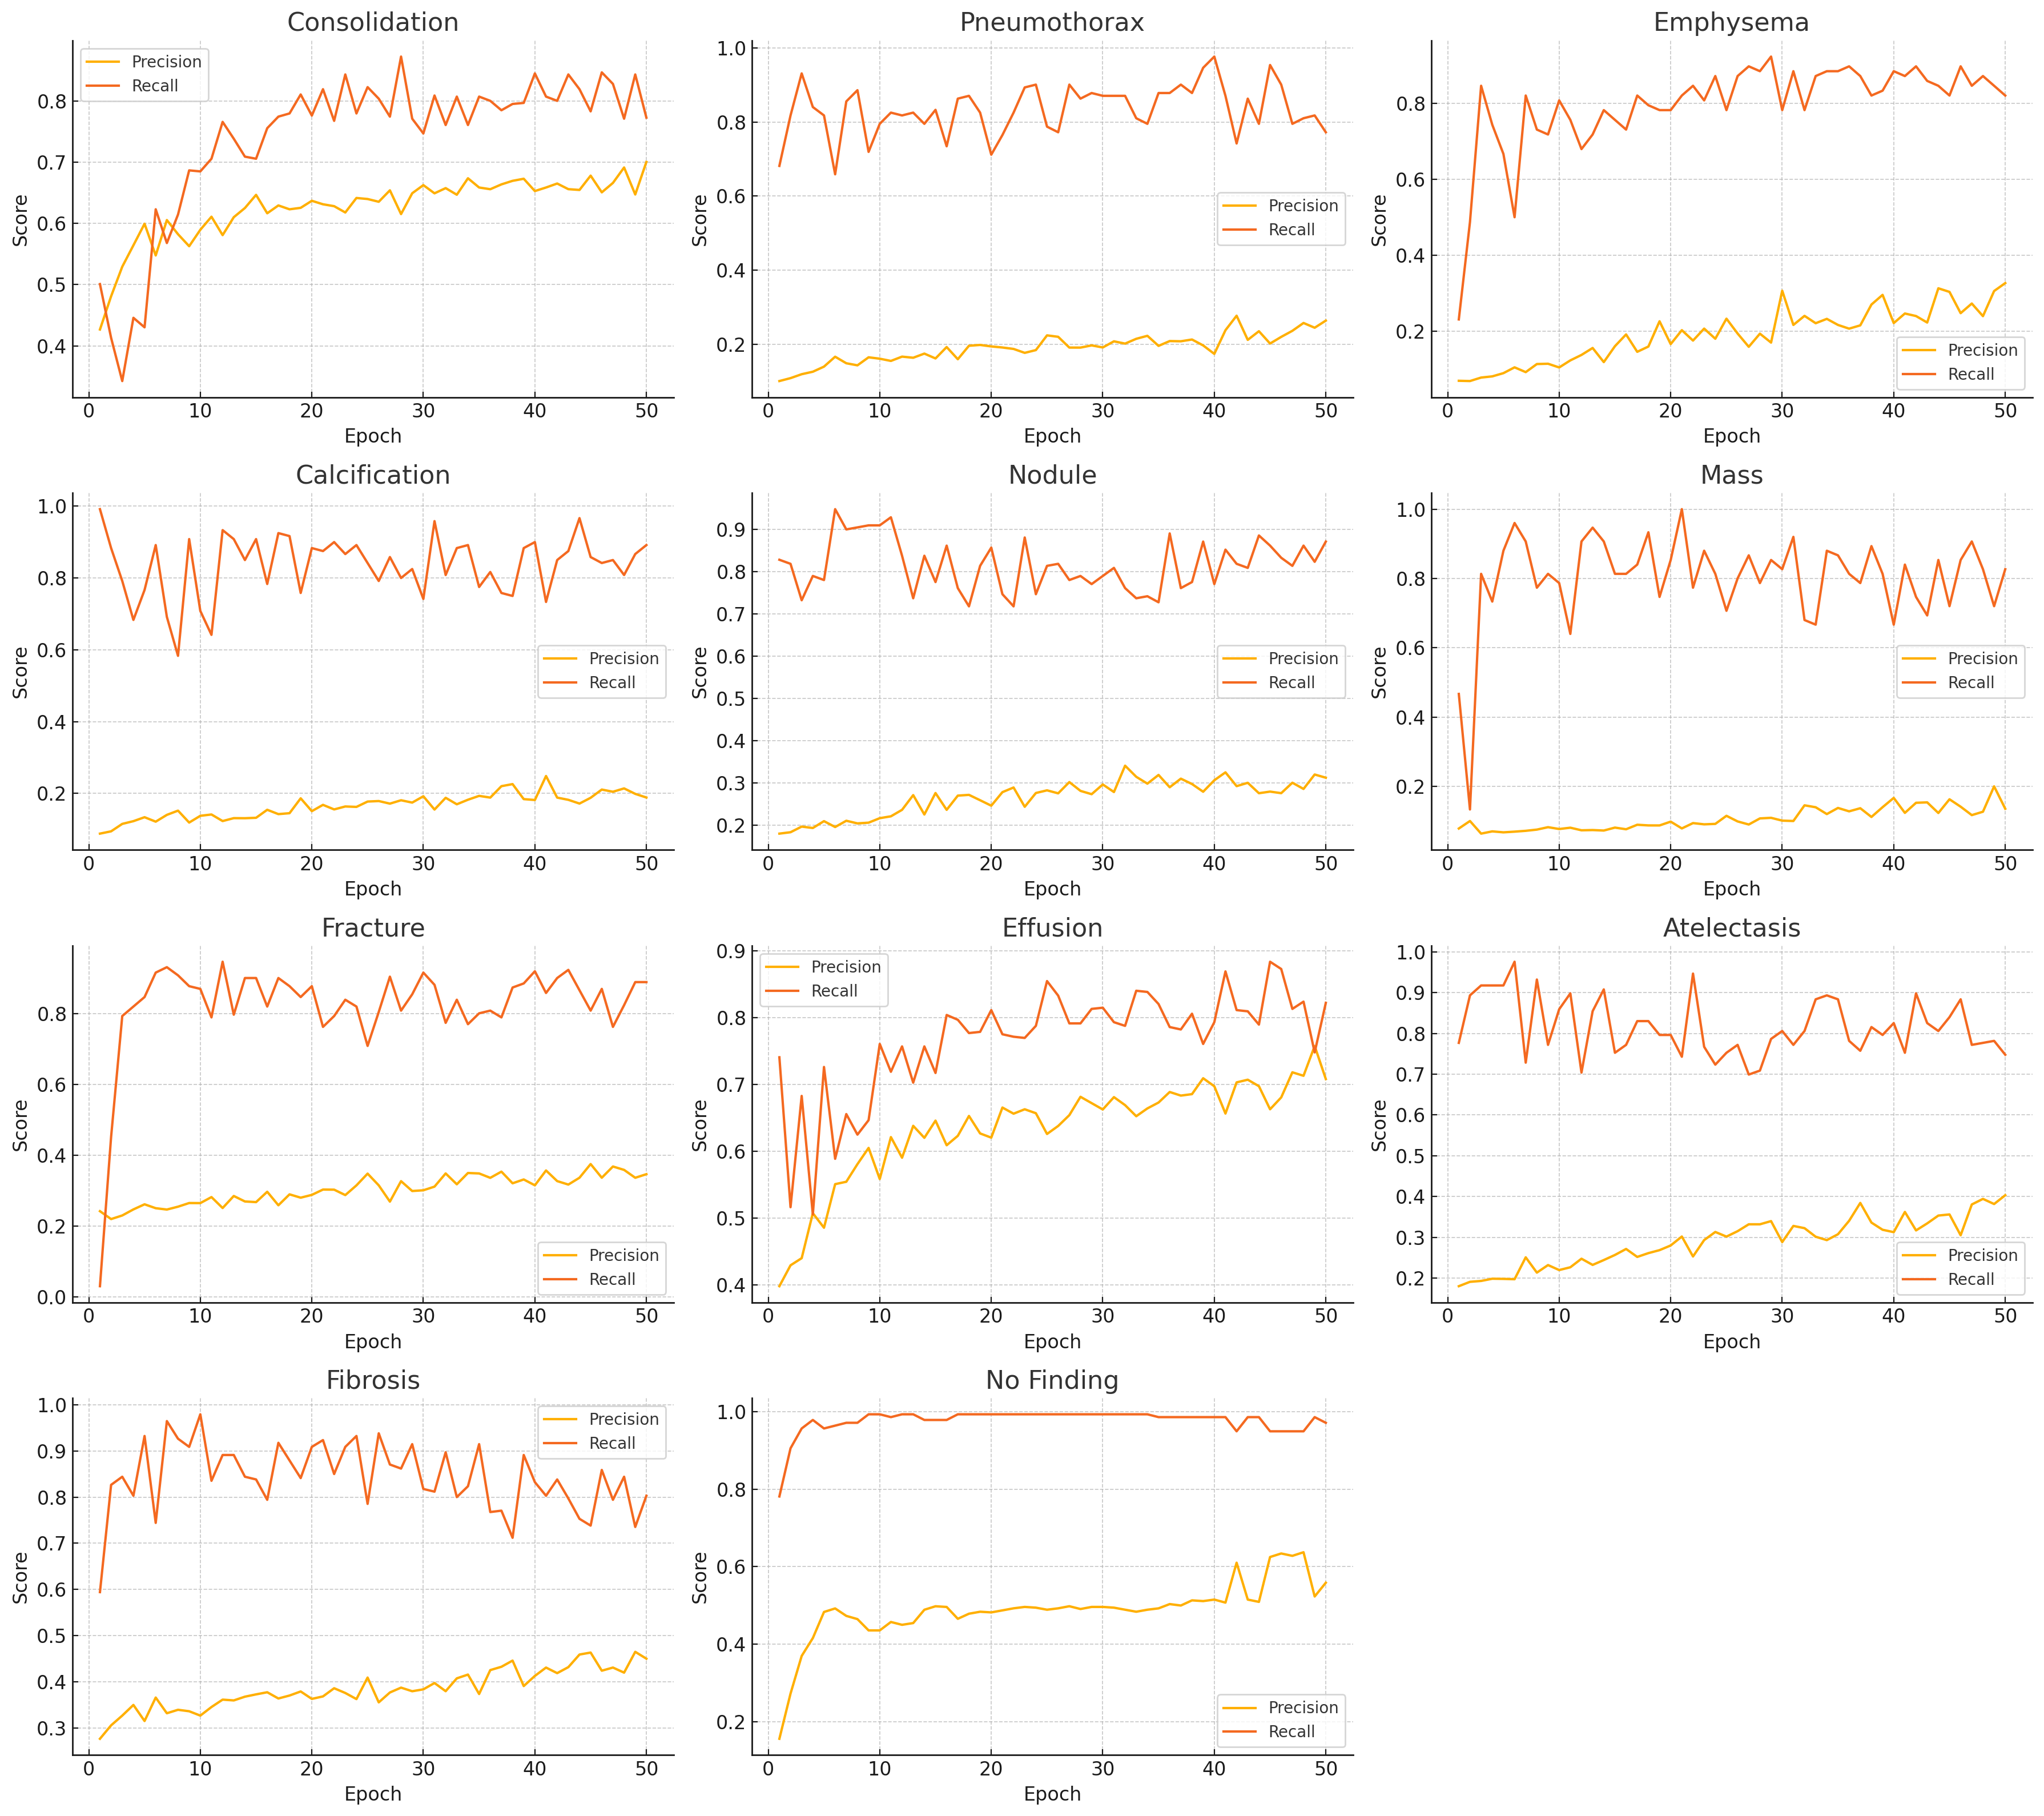 Consolidation
Precision
Recall
0.8
0.7
0.6
0.5
0.4
Score
0
10
20
30
40
50
Epoch
Pneumothorax
1.0
0.8
0.6
0.4
0.2
Score
Precision
Recall
0
10
20
30
40
50
Epoch
Emphysema
0.8
0.6
0.4
0.2
Score
Precision
Recall
0
10
20
30
40
50
Epoch
Calcification
1.0
0.8
0.6
0.4
0.2
Score
Precision
Recall
0
10
20
30
40
50
Epoch
Nodule
0.9
0.8
0.7
0.6
0.5
0.4
0.3
0.2
Score
Precision
Recall
0
10
20
30
40
50
Epoch
Mass
1.0
0.8
0.6
0.4
0.2
Score
Precision
Recall
0
10
20
30
40
50
Epoch
Fracture
0.8
0.6
0.4
0.2
0.0
Score
Precision
Recall
0
10
20
30
40
50
Epoch
Effusion
Precision
Recall
0.9
0.8
0.7
0.6
0.5
0.4
Score
0
10
20
30
40
50
Epoch
Atelectasis
1.0
0.9
0.8
0.7
0.6
0.5
0.4
0.3
0.2
Score
Precision
Recall
0
10
20
30
40
50
Epoch
Fibrosis
Precision
Recall
1.0
0.9
0.8
0.7
0.6
0.5
0.4
0.3
Score
0
10
20
30
40
50
Epoch
No Finding
1.0
0.8
0.6
0.4
0.2
Score
Precision
Recall
0
10
20
30
40
50
Epoch